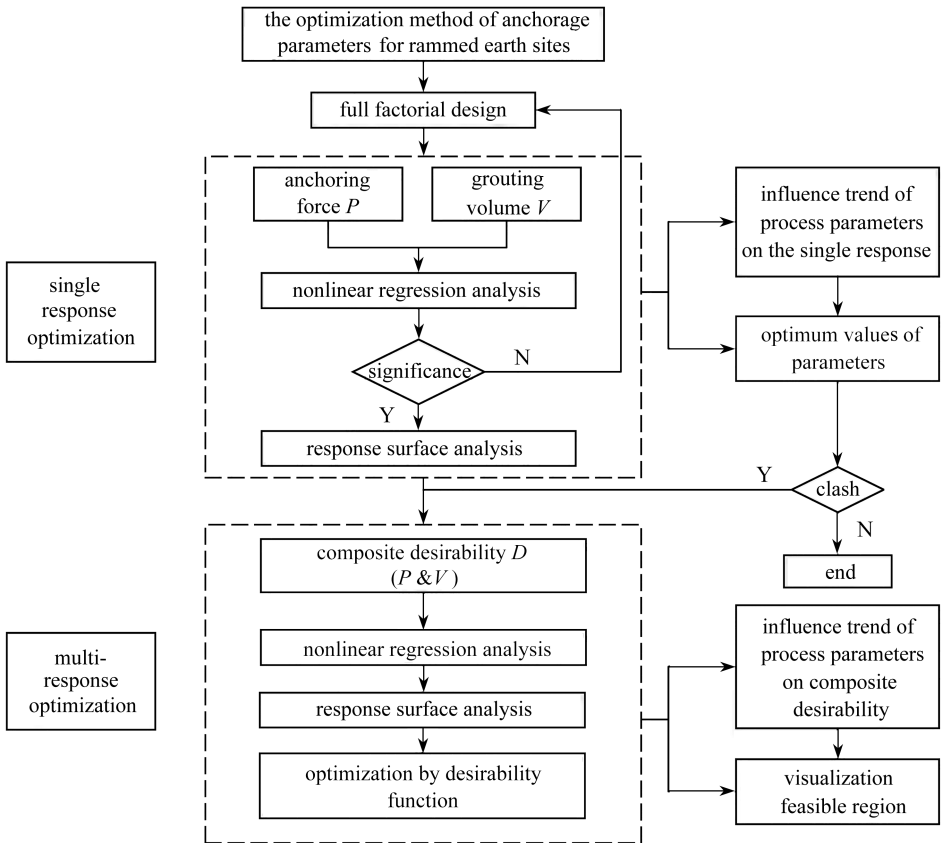 the optimization method of anchorage
parameters for rammed earth sites
full factorial design
anchoring
force P
grouting
volume V
nonlinear regression analysis
significance
N
Y
response surface analysis
single
response
optimization
influence trend of
process parameters
on the single response
optimum values of
parameters
Y
clash
N
end
composite desirability D
(P &V )
nonlinear regression analysis
response surface analysis
optimization by desirability
function
multi-
response
optimization
influence trend of
process parameters
on composite
desirability
visualization
feasible region